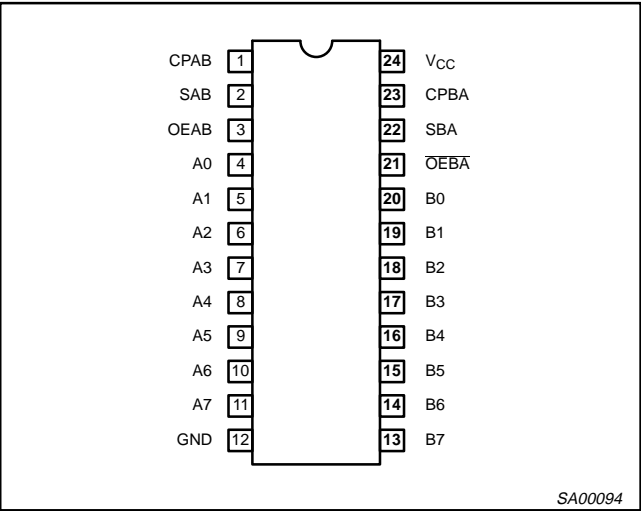 CPAB 1 24 VCC
SAB 2 23 CPBA
OEAB 3 22 SBA
A0 4 21 O̅E̅B̅A̅
A1 5 20 B0
A2 6 19 B1
A3 7 18 B2
A4 8 17 B3
A5 9 16 B4
A6 10 15 B5
A7 11 14 B6
GND 12 13 B7
SA00094